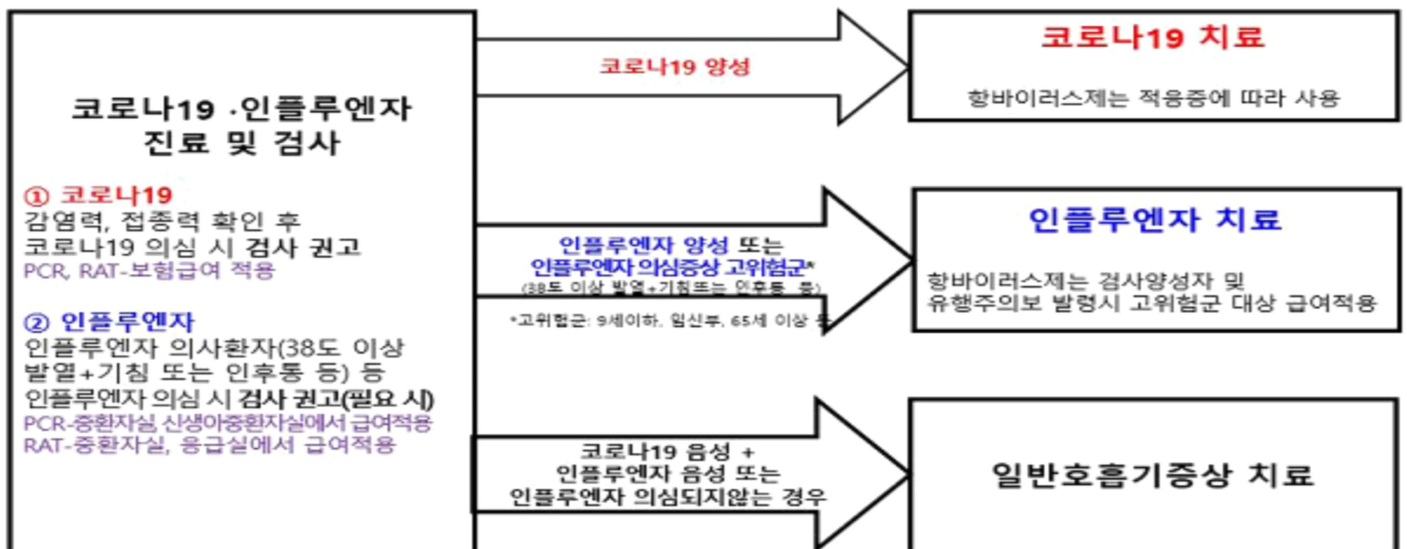 코로나19 ·인플루엔자
진료 및 검사
① 코로나19
감염력, 접종력 확인 후
코로나19 의심 시 검사 권고
PCR, RAT-보험급여 적용
② 인플루엔자
인플루엔자 의사환자(38도 이상
발열+기침 또는 인후통 등) 등
인플루엔자 의심 시 검사 권고(필요 시)
PCR-중환자실, 신생아중환자실에서 급여적용
RAT-중환자실, 응급실에서 급여적용
코로나19 양성
코로나19 치료
항바이러스제는 적응증에 따라 사용
인플루엔자 양성 또는
인플루엔자 의심증상 고위험군*
(38도 이상 발열+기침또는 인후통 등)
*고위험군: 9세이하, 임신부, 65세 이상 등
인플루엔자 치료
항바이러스제는 검사양성자 및
유행주의보 발령시 고위험군 대상 급여적용
코로나19 음성 +
인플루엔자 음성 또는
인플루엔자 의심되지않는 경우
일반호흡기증상 치료